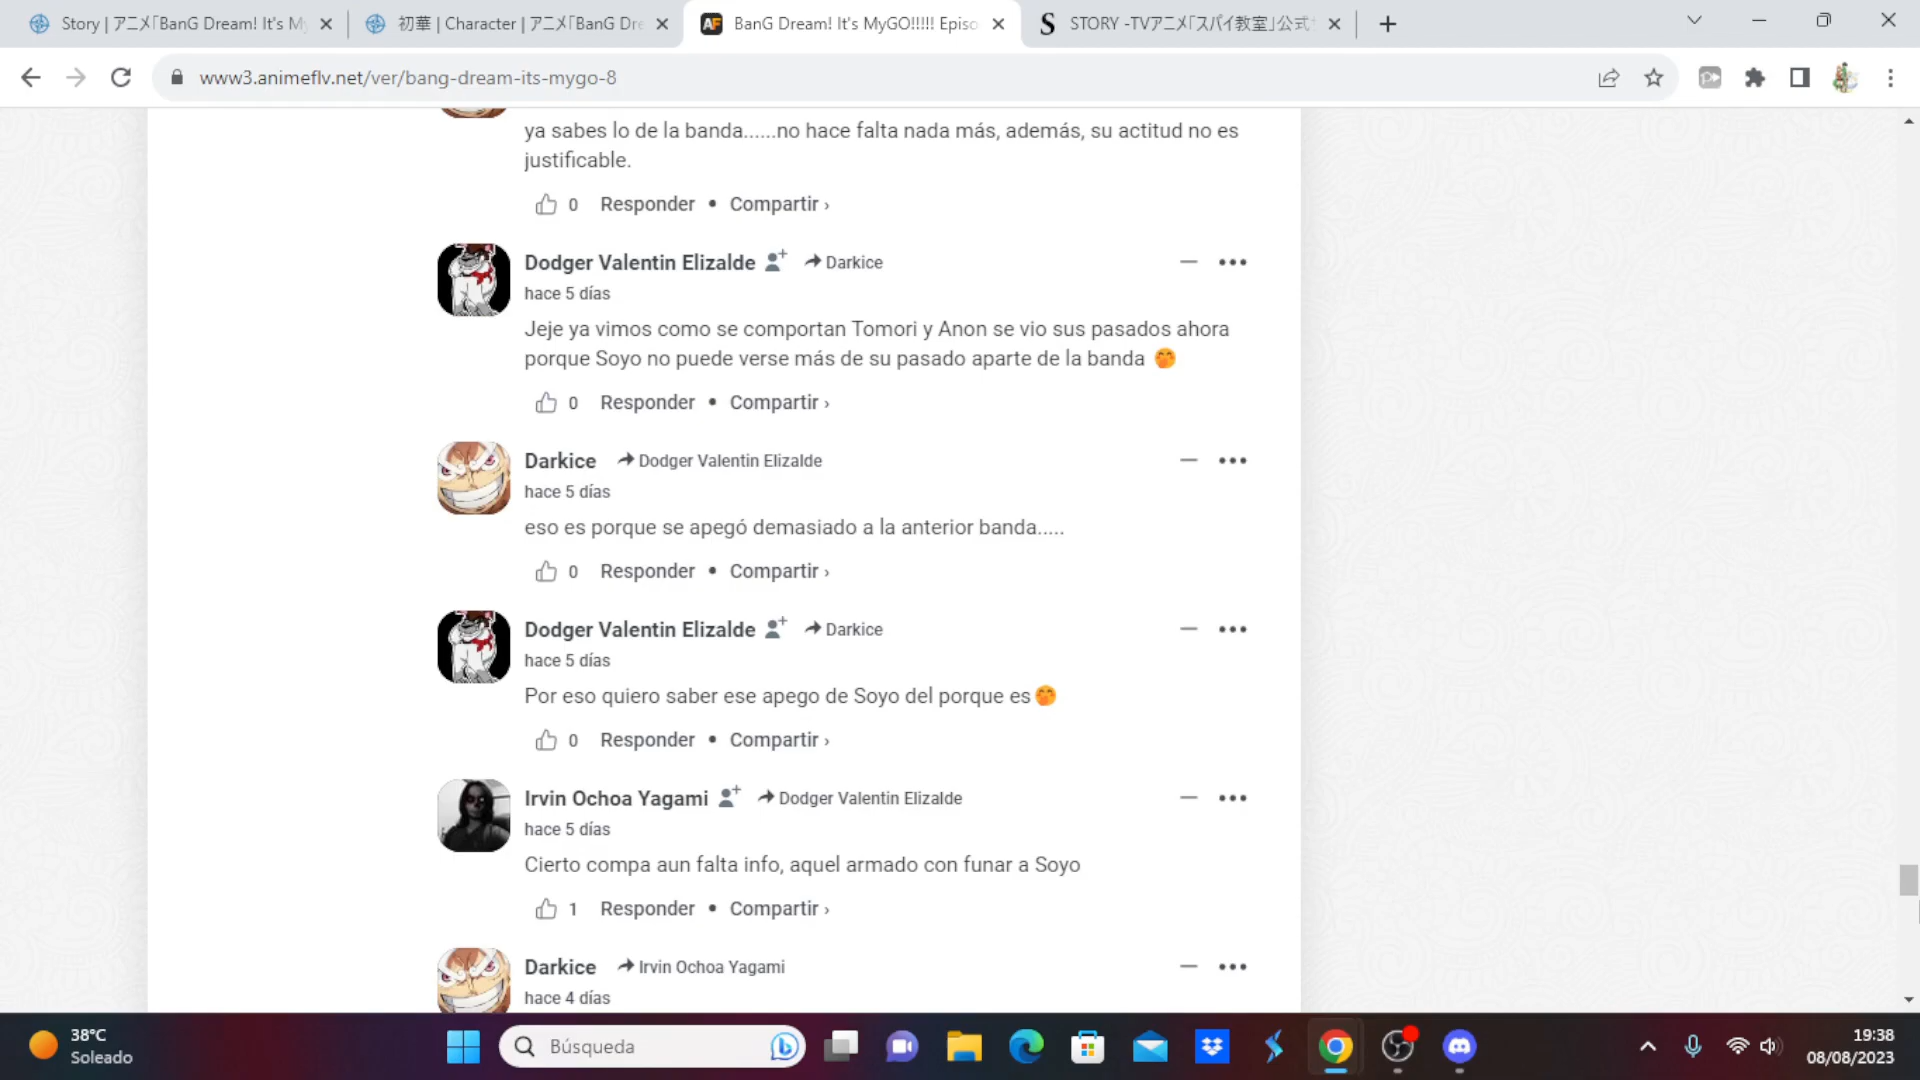 Story | アニメ「BanG Dream! It's My
初華 | Character | アニメ「BanG Dre
AF
BanG Dream! It's MyGO!!!!! Episo
S
STORY -TVアニメ「スパイ教室」公式
www3.animeflv.net/ver/bang-dream-its-mygo-8
ya sabes lo de la banda......no hace falta nada más, además, su actitud no es
justificable.
0 Responder • Compartir ›
Dodger Valentin Elizalde Darkice
hace 5 días
Jeje ya vimos como se comportan Tomori y Anon se vio sus pasados ahora
porque Soyo no puede verse más de su pasado aparte de la banda 🤭
0 Responder • Compartir ›
Darkice Dodger Valentin Elizalde
hace 5 días
eso es porque se apegó demasiado a la anterior banda.....
0 Responder • Compartir ›
Dodger Valentin Elizalde Darkice
hace 5 días
Por eso quiero saber ese apego de Soyo del porque es🤭
0 Responder • Compartir ›
Irvin Ochoa Yagami Dodger Valentin Elizalde
hace 5 días
Cierto compa aun falta info, aquel armado con funar a Soyo
1 Responder • Compartir ›
Darkice Irvin Ochoa Yagami
hace 4 días
38°C
Soleado
Búsqueda
19:38
08/08/2023